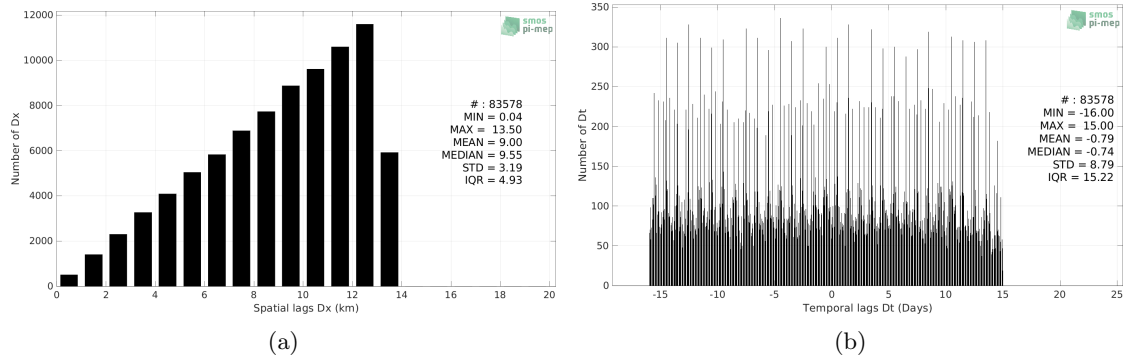 12000
10000
8000
6000
4000
2000
0
Number of Dx
0 2 4 6 8 10 12 14 16 18 20
Spatial lags Dx (km)
smos
pi-mep
# : 83578
MIN = 0.04
MAX = 13.50
MEAN = 9.00
MEDIAN = 9.55
STD = 3.19
IQR = 4.93
(a)
350
300
250
200
150
100
50
0
Number of Dt
-15 -10 -5 0 5 10 15 20 25
Temporal lags Dt (Days)
smos
pi-mep
# : 83578
MIN = -16.00
MAX = 15.00
MEAN = -0.79
MEDIAN = -0.74
STD = 8.79
IQR = 15.22
(b)